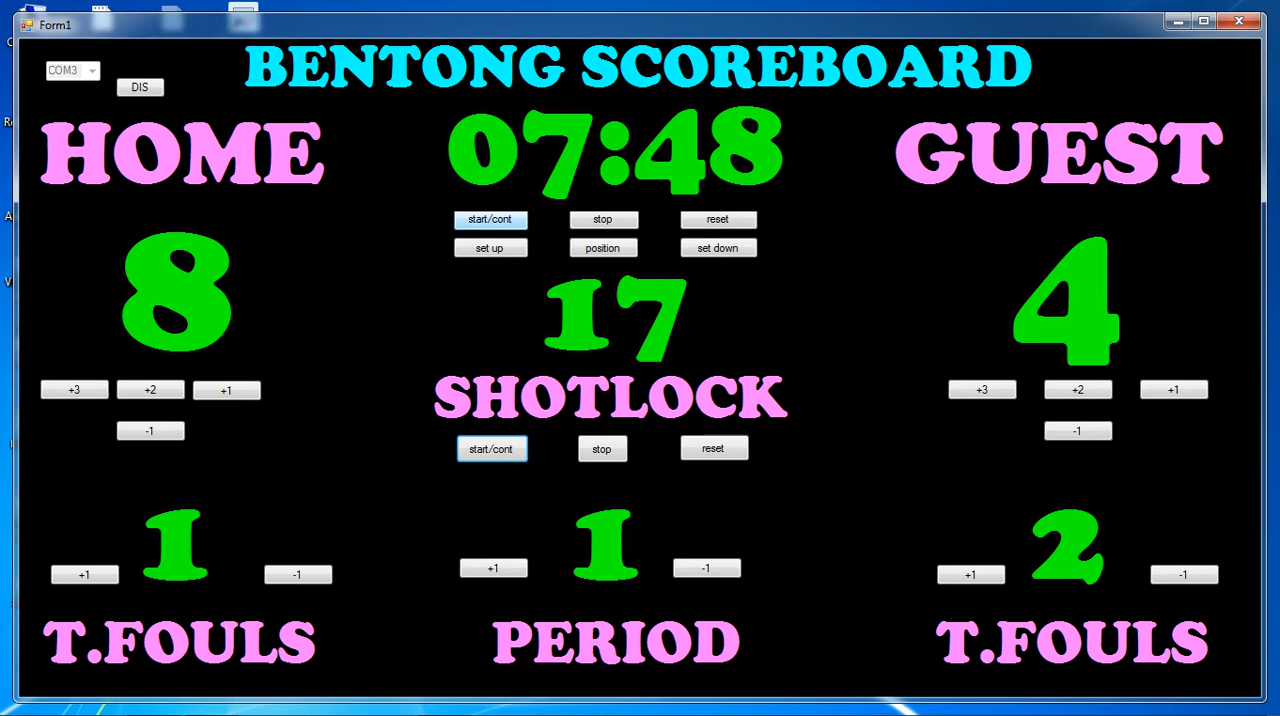 Form1
COM3
DIS
BENTONG SCOREBOARD
HOME
07:48
GUEST
start/cont stop reset
set up position set down
8
17
4
+3 +2 +1
-1
SHOTLOCK
+3 +2 +1
-1
start/cont stop reset
+1 1 -1
+1 1 -1
+1 2 -1
T.FOULS
PERIOD
T.FOULS